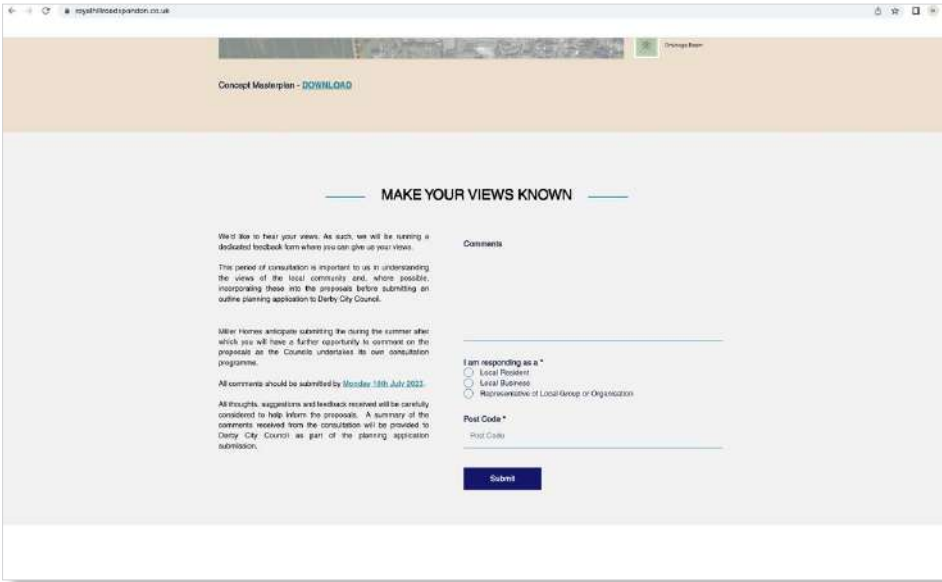 royalhillroadspondon.co.uk
Drainage Basin
Concept Masterplan - DOWNLOAD
MAKE YOUR VIEWS KNOWN
We'd like to hear your views. As such, we will be running a
dedicated feedback form where you can give us your views.
This period of consultation is important to us in understanding
the views of the local community and, where possible,
incorporating these into the proposals before submitting an
outline planning application to Derby City Council.
Miller Homes anticipate submitting the during the summer after
which you will have a further opportunity to comment on the
proposals as the Councils undertakes its own consultation
programme.
All comments should be submitted by Monday 18th July 2022.
All thoughts, suggestions and feedback received will be carefully
considered to help inform the proposals. A summary of the
comments received from the consultation will be provided to
Derby City Council as part of the planning application
submission.
Comments
I am responding as a *
Local Resident
Local Business
Representative of Local Group or Organisation
Post Code *
Post Code
Submit